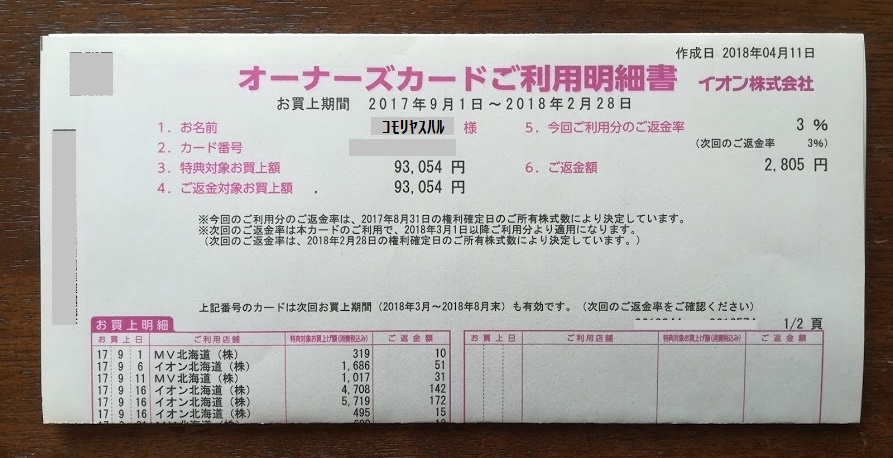 作成日 2018年04月11日
オーナーズカードご利用明細書 イオン株式会社
お買上期間 2017年9月1日～2018年2月28日
1．お名前 コモリヤスハル 様
2．カード番号
3．特典対象お買上額 93,054 円
4．ご返金対象お買上額 93,054 円
5．今回ご利用分のご返金率 3 %
(次回のご返金率 3%)
6．ご返金額 2,805 円
※今回のご利用分のご返金率は、2017年8月31日の権利確定日のご所有株式数により決定しています。
※次回のご返金率は本カードのご利用で、2018年3月1日以降ご利用分より適用になります。
（次回のご返金率は、2018年2月28日の権利確定日のご所有株式数により決定しています。）
上記番号のカードは次回お買上期間（2018年3月～2018年8月末）も有効です。（次回のご返金率をご確認ください）
お買上明細 1/2 頁
お買上日 ご利用店舗 特典対象お買上げ額(消費税込み) ご返金額 お買上日 ご利用店舗 特典対象お買上げ額(消費税込み) ご返金額
17 9 1 ＭＶ北海道（株） 319 10
17 9 6 イオン北海道（株） 1,686 51
17 9 11 ＭＶ北海道（株） 1,017 31
17 9 16 イオン北海道（株） 4,708 142
17 9 16 イオン北海道（株） 5,719 172
17 9 16 イオン北海道（株） 495 15